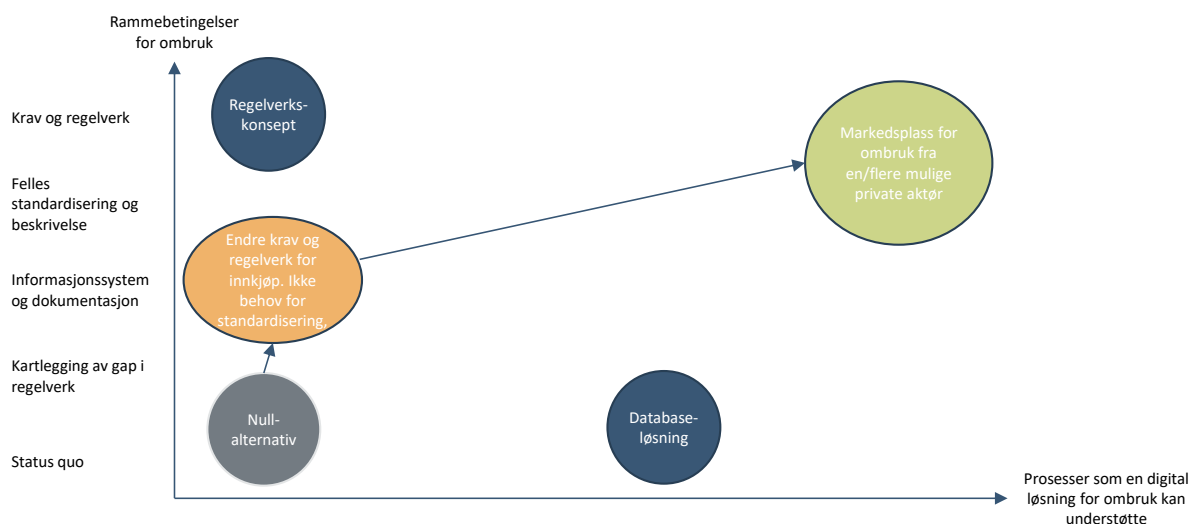 Rammebetingelser
for ombruk
Krav og regelverk
Regelverks-
konsept
Markedsplass for
ombruk fra
en/flere mulige
private aktør
Felles
standardisering og
beskrivelse
Endre krav og
regelverk for
innkjøp. Ikke
behov for
standardisering,
Informasjonssystem
og dokumentasjon
Kartlegging av gap i
regelverk
Null-
alternativ
Database-
løsning
Status quo
Prosesser som en digital
løsning for ombruk kan
understøtte